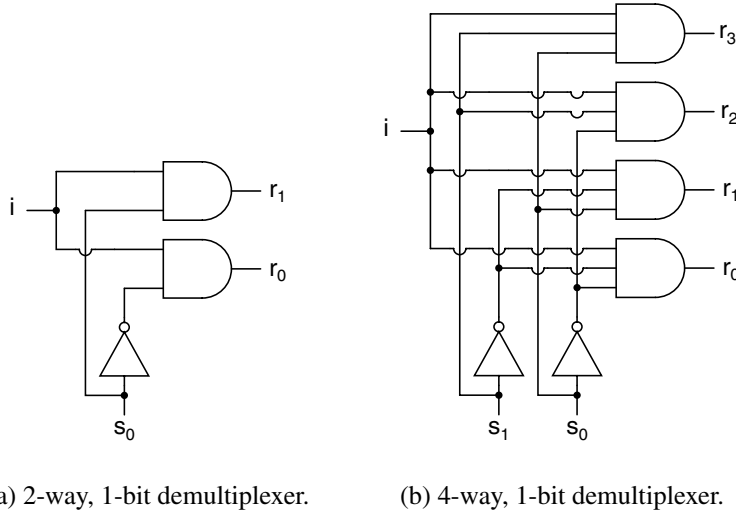 r3
r2
i
r1
i
r1
r0
r0
s0
s1
s0
a) 2-way, 1-bit demultiplexer.
(b) 4-way, 1-bit demultiplexer.